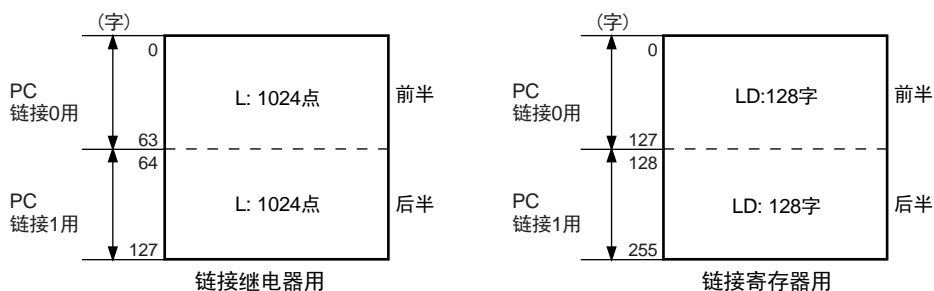 (字)
0
PC
链接0用
L: 1024点
前半
63
64
PC
链接1用
L: 1024点
后半
127
链接继电器用
(字)
0
PC
链接0用
LD:128字
前半
127
128
PC
链接1用
LD: 128字
后半
255
链接寄存器用